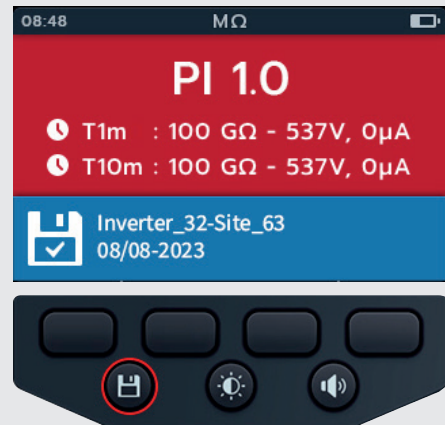 08:48 MΩ
PI 1.0
T1m : 100 GΩ - 537V, 0µA
T10m : 100 GΩ - 537V, 0µA
Inverter_32-Site_63
08/08-2023